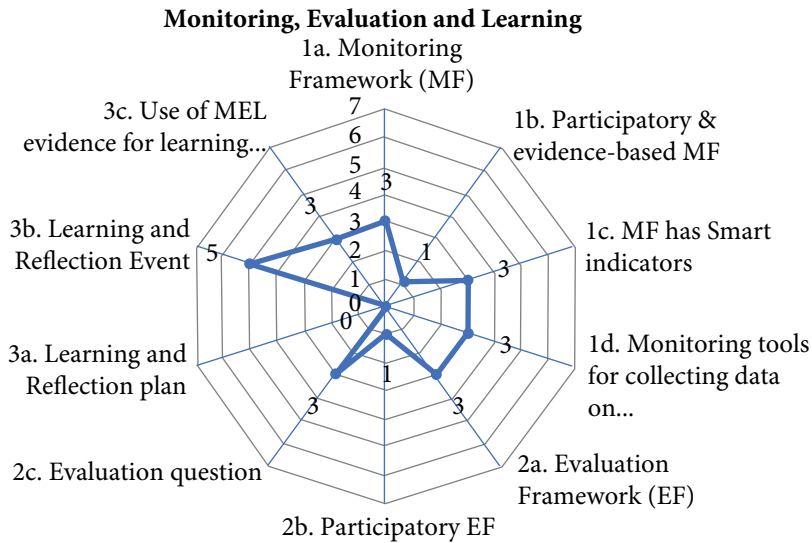 Monitoring, Evaluation and Learning
1a. Monitoring
Framework (MF)
3c. Use of MEL
evidence for learning...
1b. Participatory &
evidence-based MF
3b. Learning and
Reflection Event
1c. MF has Smart
indicators
3a. Learning and
Reflection plan
1d. Monitoring tools
for collecting data
on...
2c. Evaluation question
2a. Evaluation
Framework (EF)
2b. Participatory EF
7
6
5
4
3
2
1
0
3
1
3
3
3
1
3
0
5
3